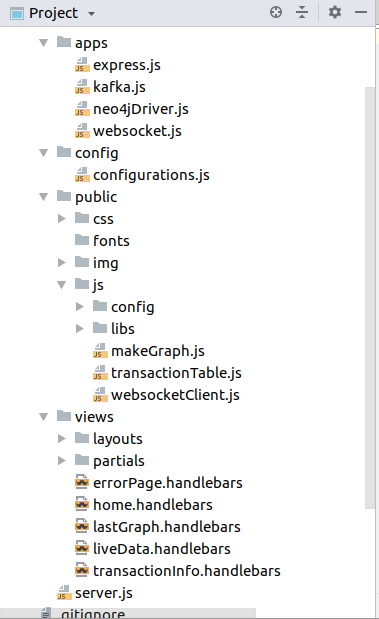 Project
apps
express.js
kafka.js
neo4jDriver.js
websocket.js
config
configurations.js
public
css
fonts
img
js
config
libs
makeGraph.js
transactionTable.js
websocketClient.js
views
layouts
partials
errorPage.handlebars
home.handlebars
lastGraph.handlebars
liveData.handlebars
transactionInfo.handlebars
server.js
.gitignore